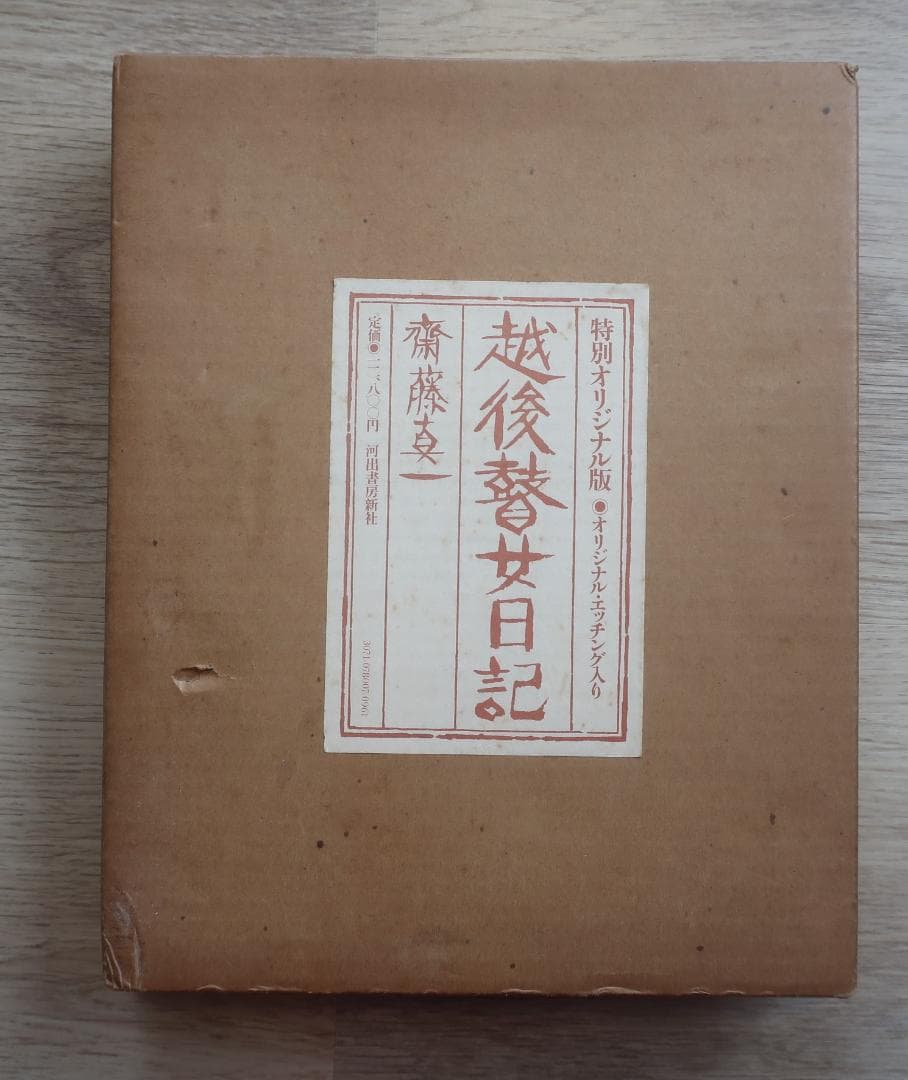 特別オリジナル版◉オリジナル・エッチング入り
越後瞽女日記
齋藤真一
定価● 八〇〇円 河出書房新社